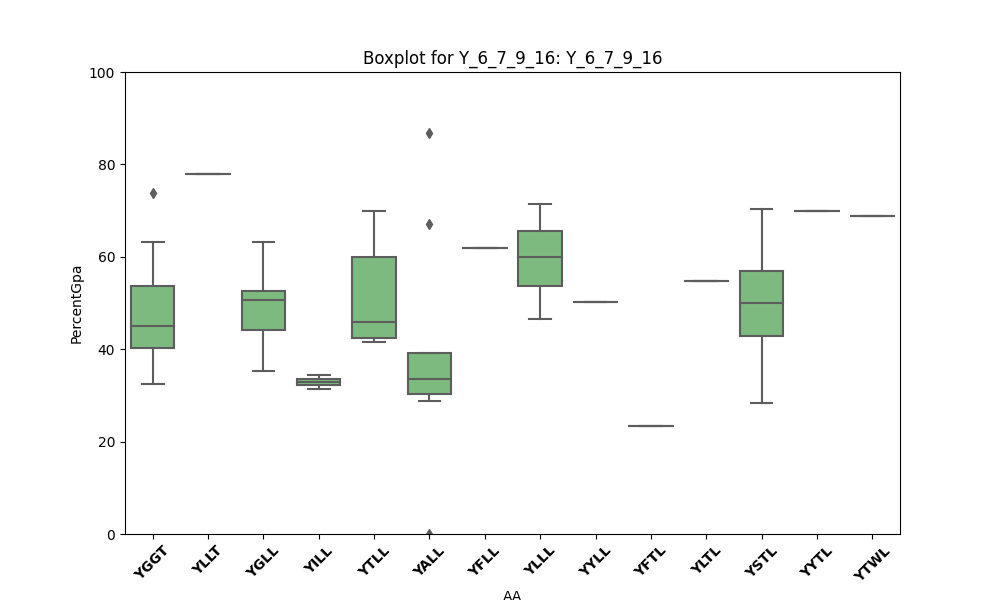 Boxplot for Y_6_7_9_16: Y_6_7_9_16
PercentGpa
100
80
60
40
20
0
YGGT YLLT YGLL YILL YTLL YALL YFLL YLLL YYLL YFTL YLTL YSTL YYTL YTWL
AA